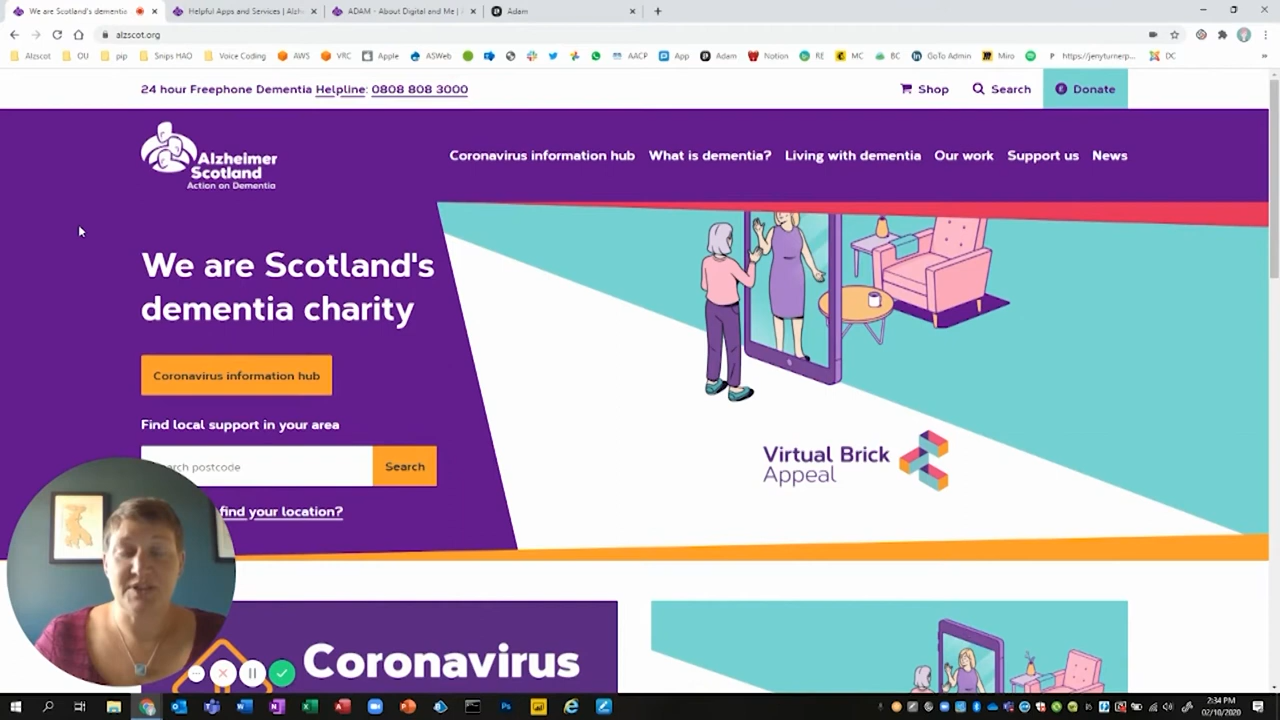 We are Scotland's dementia
Helpful Apps and Services | Alzh
ADAM - About Digital and Me | A
Adam
alzscot.org
Alzscot
OU
pip
Snips MAO
Voice Coding
AWS
VRC
Apple
ASWeb
AACP
App
Adam
Notion
RE
MC
BC
GoTo Admin
Miro
https://jenyturnerp...
DC
24 hour Freephone Dementia Helpline: 0808 808 3000
Shop
Search
Donate
Alzheimer
Scotland
Action on Dementia
Coronavirus information hub
What is dementia?
Living with dementia
Our work
Support us
News
We are Scotland's
dementia charity
Coronavirus information hub
Find local support in your area
postcode
Search
find your location?
Virtual Brick
Appeal
Coronavirus
2:34 PM
02/10/2020